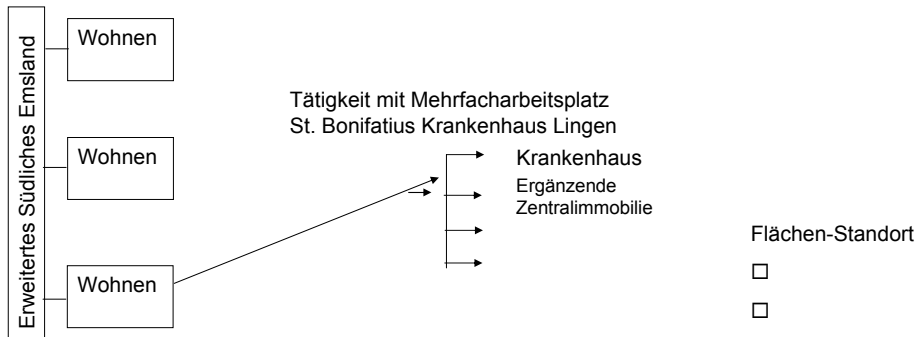 Erweitertes Südliches Emsland
Wohnen
Wohnen
Wohnen
Tätigkeit mit Mehrfacharbeitsplatz
St. Bonifatius Krankenhaus Lingen
Krankenhaus
Ergänzende
Zentralimmobilie
Flächen-Standort